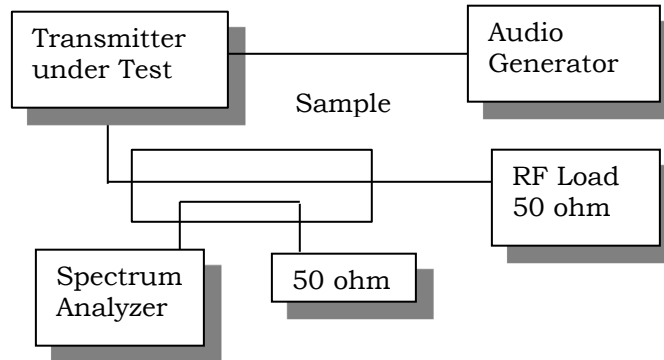 Transmitter
under Test
Audio
Generator
Sample
RF Load
50 ohm
Spectrum
Analyzer
50 ohm